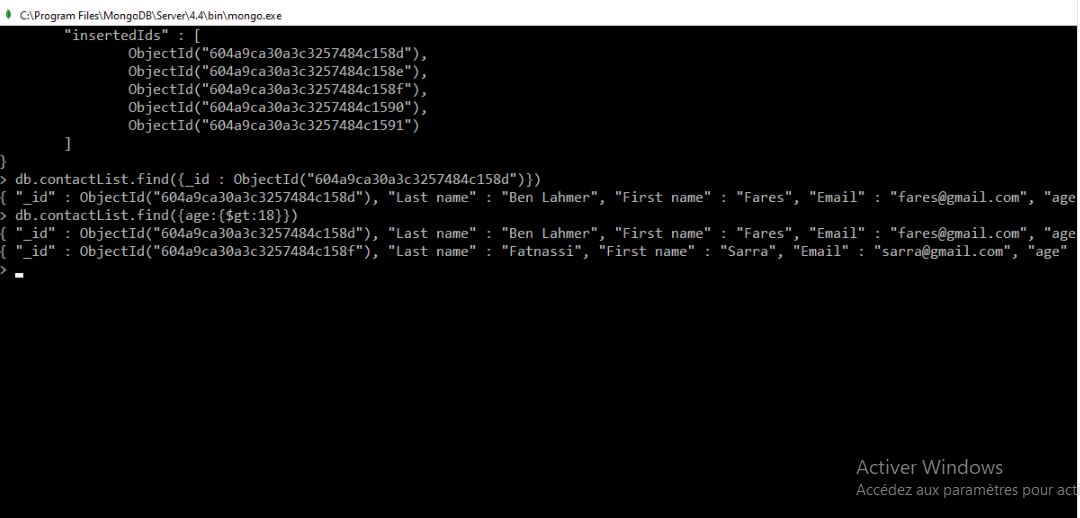 C:\Program Files\MongoDB\Server\4.4\bin\mongo.exe
"insertedIds" : [
ObjectId("604a9ca30a3c3257484c158d"),
ObjectId("604a9ca30a3c3257484c158e"),
ObjectId("604a9ca30a3c3257484c158f"),
ObjectId("604a9ca30a3c3257484c1590"),
ObjectId("604a9ca30a3c3257484c1591")
]
}
> db.contactList.find({_id : ObjectId("604a9ca30a3c3257484c158d")})
{ "_id" : ObjectId("604a9ca30a3c3257484c158d"), "Last name" : "Ben Lahmer", "First name" : "Fares", "Email" : "fares@gmail.com", "age
> db.contactList.find({age:{$gt:18}})
{ "_id" : ObjectId("604a9ca30a3c3257484c158d"), "Last name" : "Ben Lahmer", "First name" : "Fares", "Email" : "fares@gmail.com", "age
{ "_id" : ObjectId("604a9ca30a3c3257484c158f"), "Last name" : "Fatnassi", "First name" : "Sarra", "Email" : "sarra@gmail.com", "age"
>
Activer Windows
Accédez aux paramètres pour acti